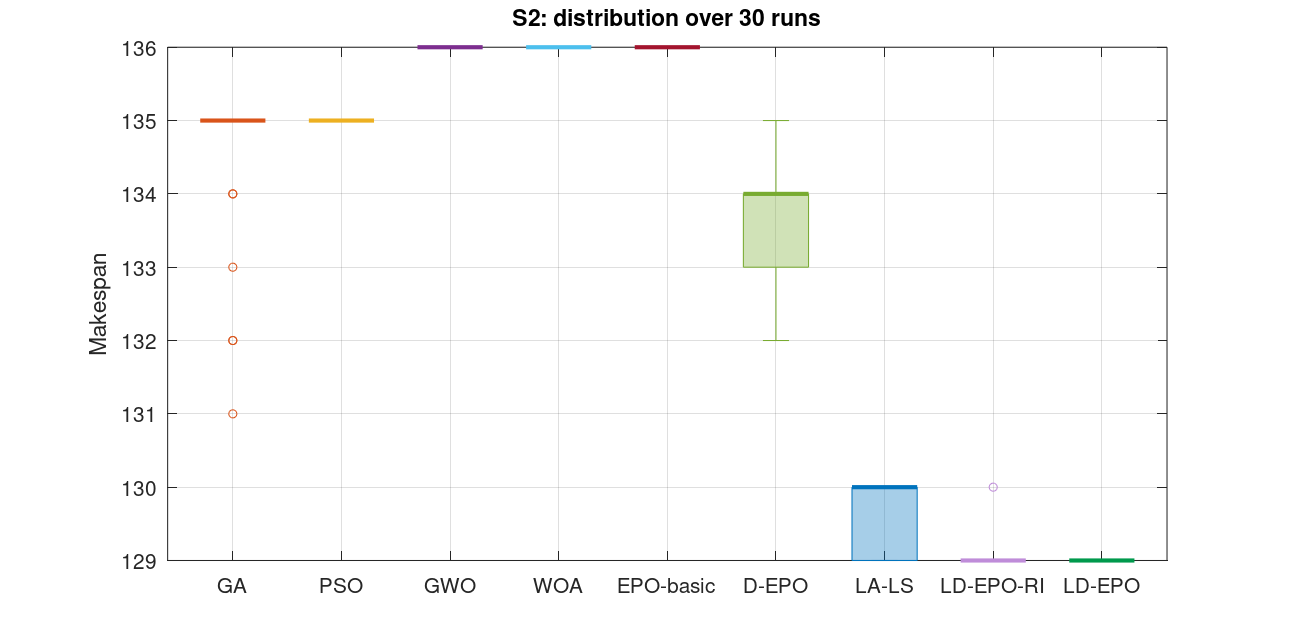 S2: distribution over 30 runs
136
135
134
133
132
131
130
129
Makespan
GA PSO GWO WOA EPO-basic D-EPO LA-LS LD-EPO-RI LD-EPO